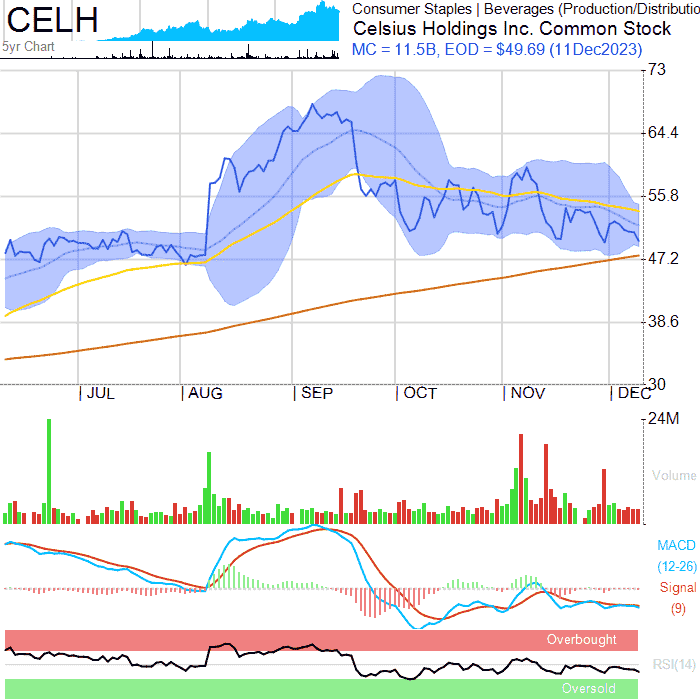 CELH
5yr Chart
Consumer Staples | Beverages (Production/Distributio
Celsius Holdings Inc. Common Stock
MC = 11.5B, EOD = $49.69 (11Dec2023)
73
64.4
55.8
47.2
38.6
30
JUL
AUG
SEP
OCT
NOV
DEC
24M
Volume
MACD
(12-26)
Signal
(9)
Overbought
RSI(14)
Oversold